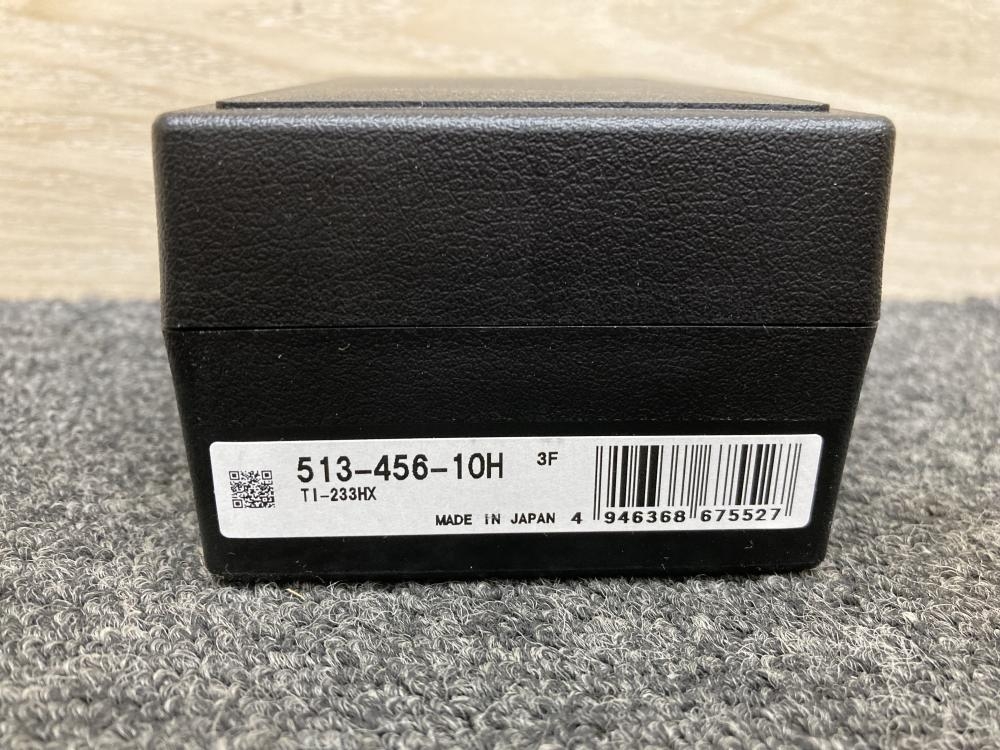 513-456-10H 3F
TI-233HX
MADE IN JAPAN 4 946368 675527